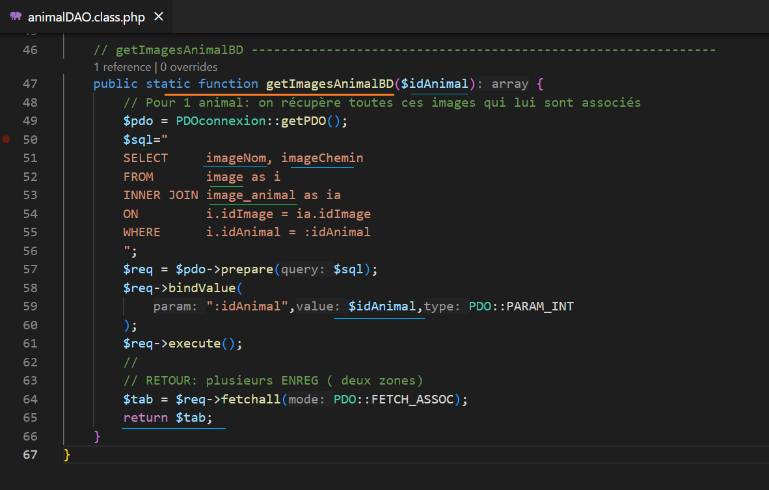 animalDAO.class.php ×
46 // getImagesAnimalBD ---------------------------------------------------------------
1 reference | 0 overrides
47 public static function getImagesAnimalBD($idAnimal): array {
48 // Pour 1 animal: on récupère toutes ces images qui lui sont associés
49 $pdo = PDOconnexion::getPDO();
50 $sql="
51 SELECT imageNom, imageChemin
52 FROM image as i
53 INNER JOIN image_animal as ia
54 ON i.idImage = ia.idImage
55 WHERE i.idAnimal = :idAnimal
56 ";
57 $req = $pdo->prepare(query: $sql);
58 $req->bindValue(
59 param: ":idAnimal",value: $idAnimal,type: PDO::PARAM_INT
60 );
61 $req->execute();
62 //
63 // RETOUR: plusieurs ENREG ( deux zones)
64 $tab = $req->fetchall(mode: PDO::FETCH_ASSOC);
65 return $tab;
66 }
67 }